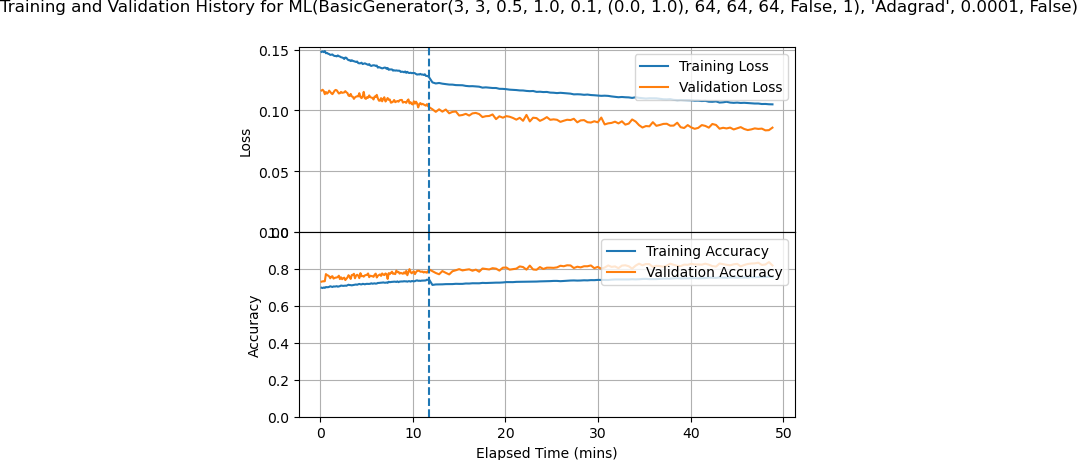 Training and Validation History for ML(BasicGenerator(3, 3, 0.5, 1.0, 0.1, (0.0, 1.0), 64, 64, 64, False, 1), 'Adagrad', 0.0001, False)
0.15
0.10
0.05
0.00
Loss
Training Loss
Validation Loss
1.0
0.8
0.6
0.4
0.2
0.0
Accuracy
Training Accuracy
Validation Accuracy
0 10 20 30 40 50
Elapsed Time (mins)